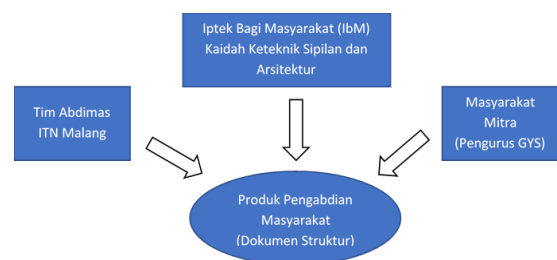 Iptek Bagi Masyarakat (IbM)
Kaidah Keteknik Sipilan dan
Arsitektur
Tim Abdimas
ITN Malang
Masyarakat
Mitra
(Pengurus GYS)
Produk Pengabdian
Masyarakat
(Dokumen Struktur)